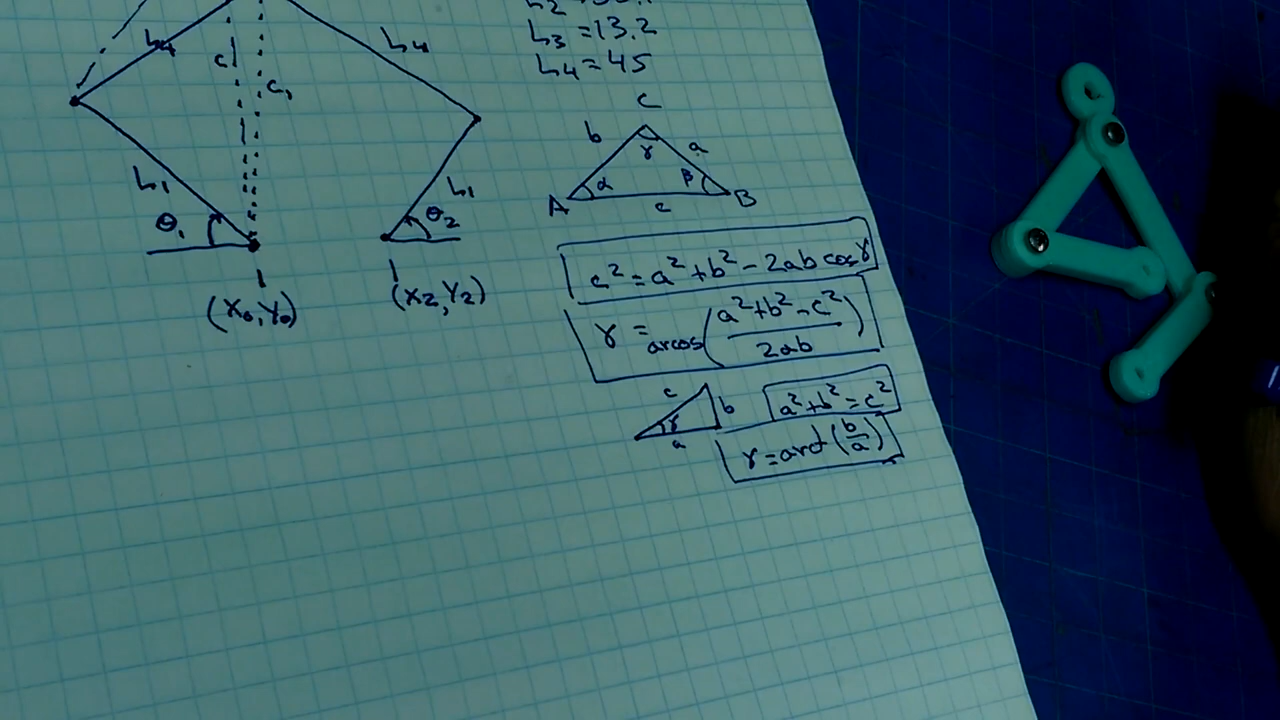 L₃ = 13.2
L₄ = 45
L₄
L₄
c
c₁
L₁
L₁
θ₁
θ₂
(X₀, Y₀)
(X₂, Y₂)
C
b
a
γ
A
α
β
B
c
c² = a² + b² - 2ab cosγ
γ = arcos(a² + b² - c² / 2ab)
c
b
γ
a
a² + b² = c²
γ = arct(b/a)